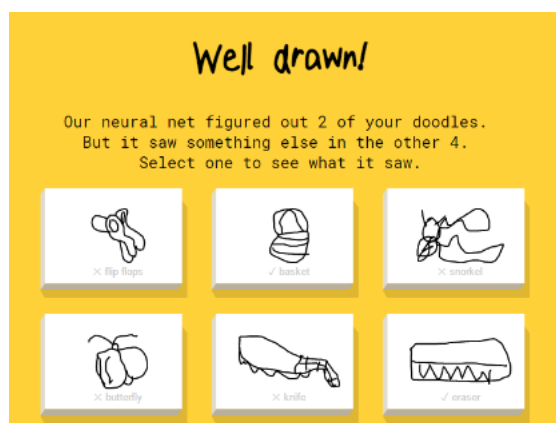 Well drawn!
Our neural net figured out 2 of your doodles.
But it saw something else in the other 4.
Select one to see what it saw.
× flip flops
✓ basket
× snorkel
× butterfly
× knife
✓ eraser